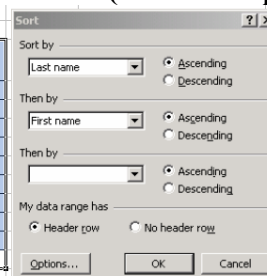 Sort
Sort by
Last name
Ascending
Descending
Then by
First name
Ascending
Descending
Then by
Ascending
Descending
My data range has
Header row
No header row
Options...
OK
Cancel